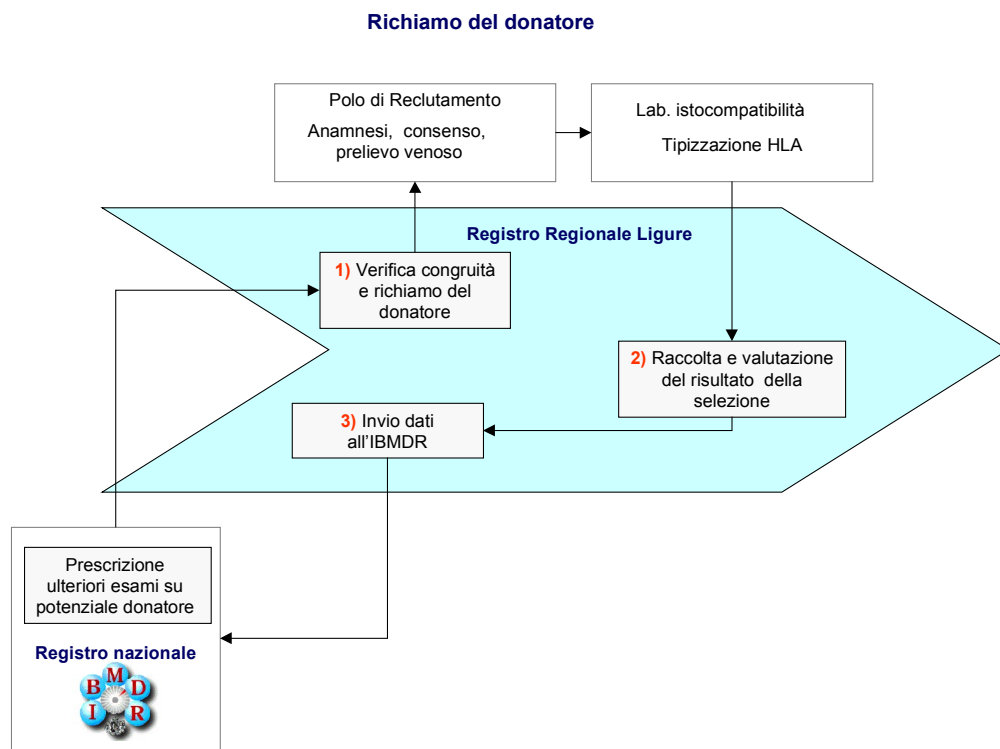 Richiamo del donatore
Polo di Reclutamento
Anamnesi, consenso,
prelievo venoso
Lab. istocompatibilità
Tipizzazione HLA
Registro Regionale Ligure
1) Verifica congruità
e richiamo del
donatore
2) Raccolta e valutazione
del risultato della
selezione
3) Invio dati
all'IBMDR
Prescrizione
ulteriori esami su
potenziale donatore
Registro nazionale
I B M D R